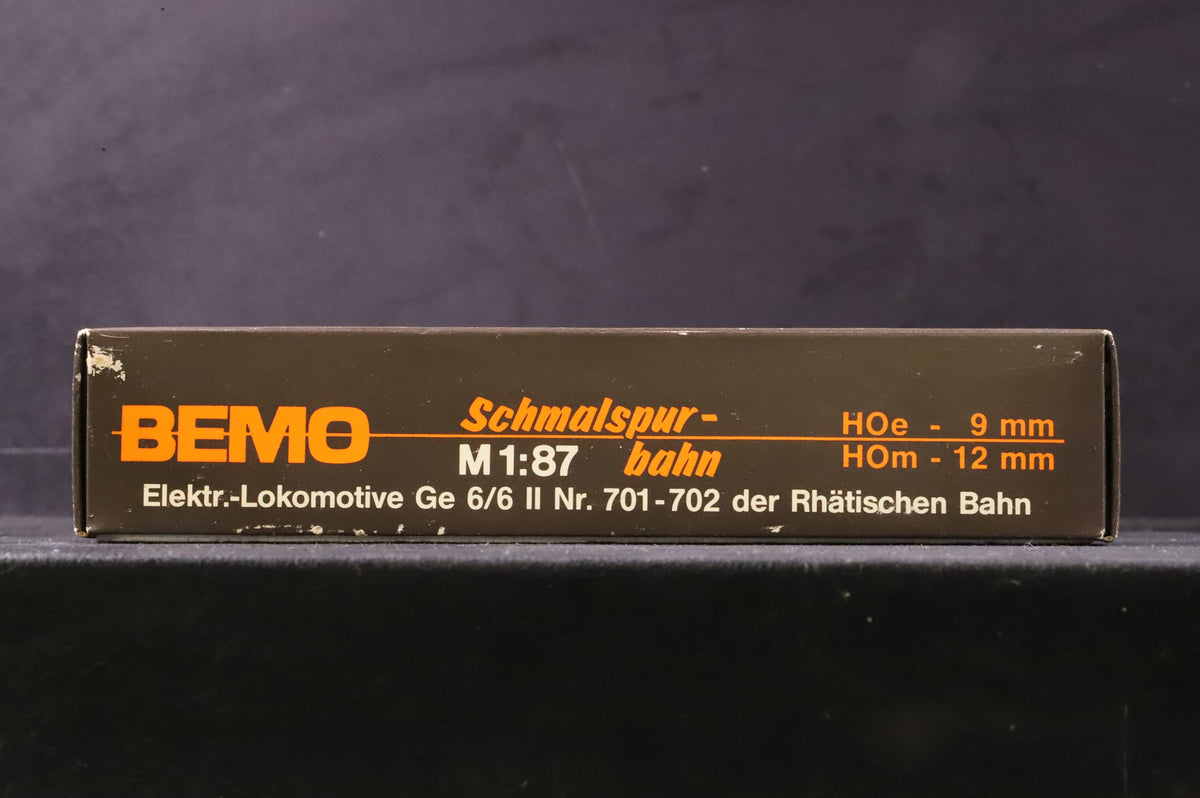 BEMO
Schmalspur-
bahn
M 1:87
HOe - 9 mm
HOm - 12 mm
Elektr.-Lokomotive Ge 6/6 II Nr. 701-702 der Rhätischen Bahn